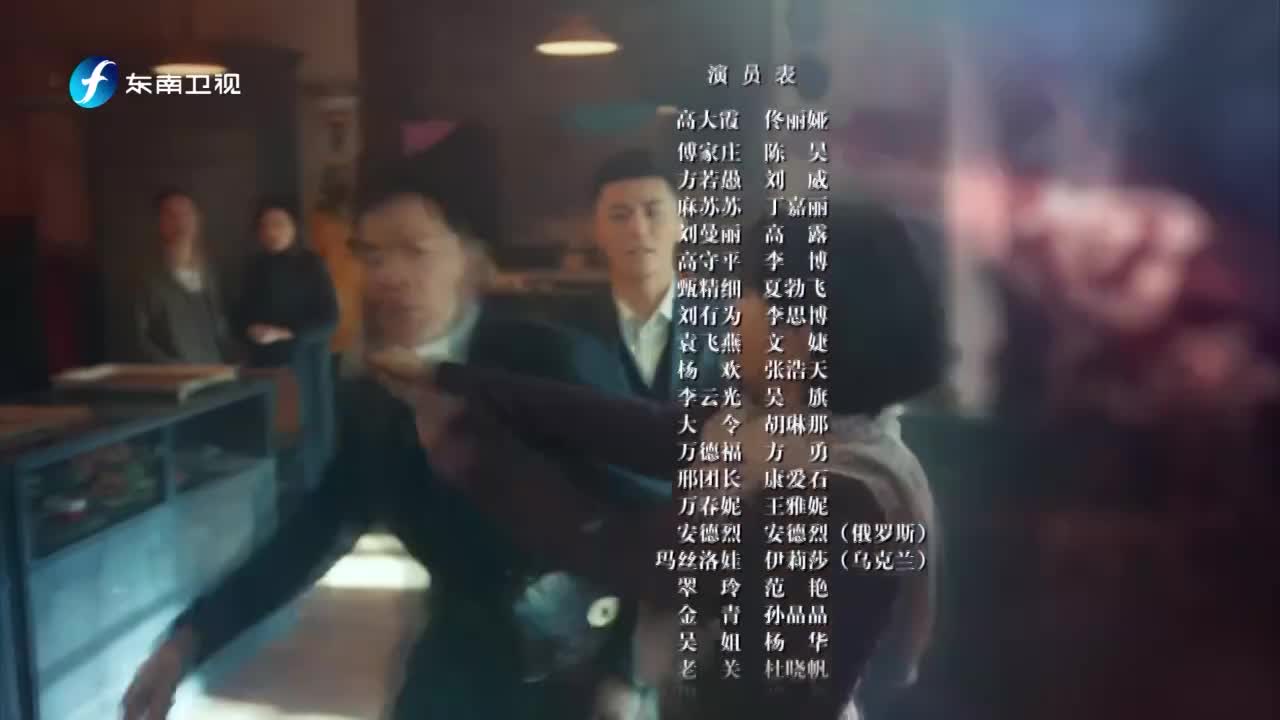 东南卫视
演员表
高大霞 佟丽娅
傅家庄 陈昊
方若愚 刘威
麻苏苏 丁嘉丽
刘曼丽 高露
高守平 李博
甄精细 夏勃飞
刘有为 李思博
袁飞燕 文婕
杨欢 张浩天
李云光 吴旗
大令 胡琳那
万德福 方勇
邢团长 康爱石
万春妮 王雅妮
安德烈 安德烈（俄罗斯）
玛丝洛娃 伊莉莎（乌克兰）
翠玲 范艳
金青 孙晶晶
吴姐 杨华
老关 杜晓帆